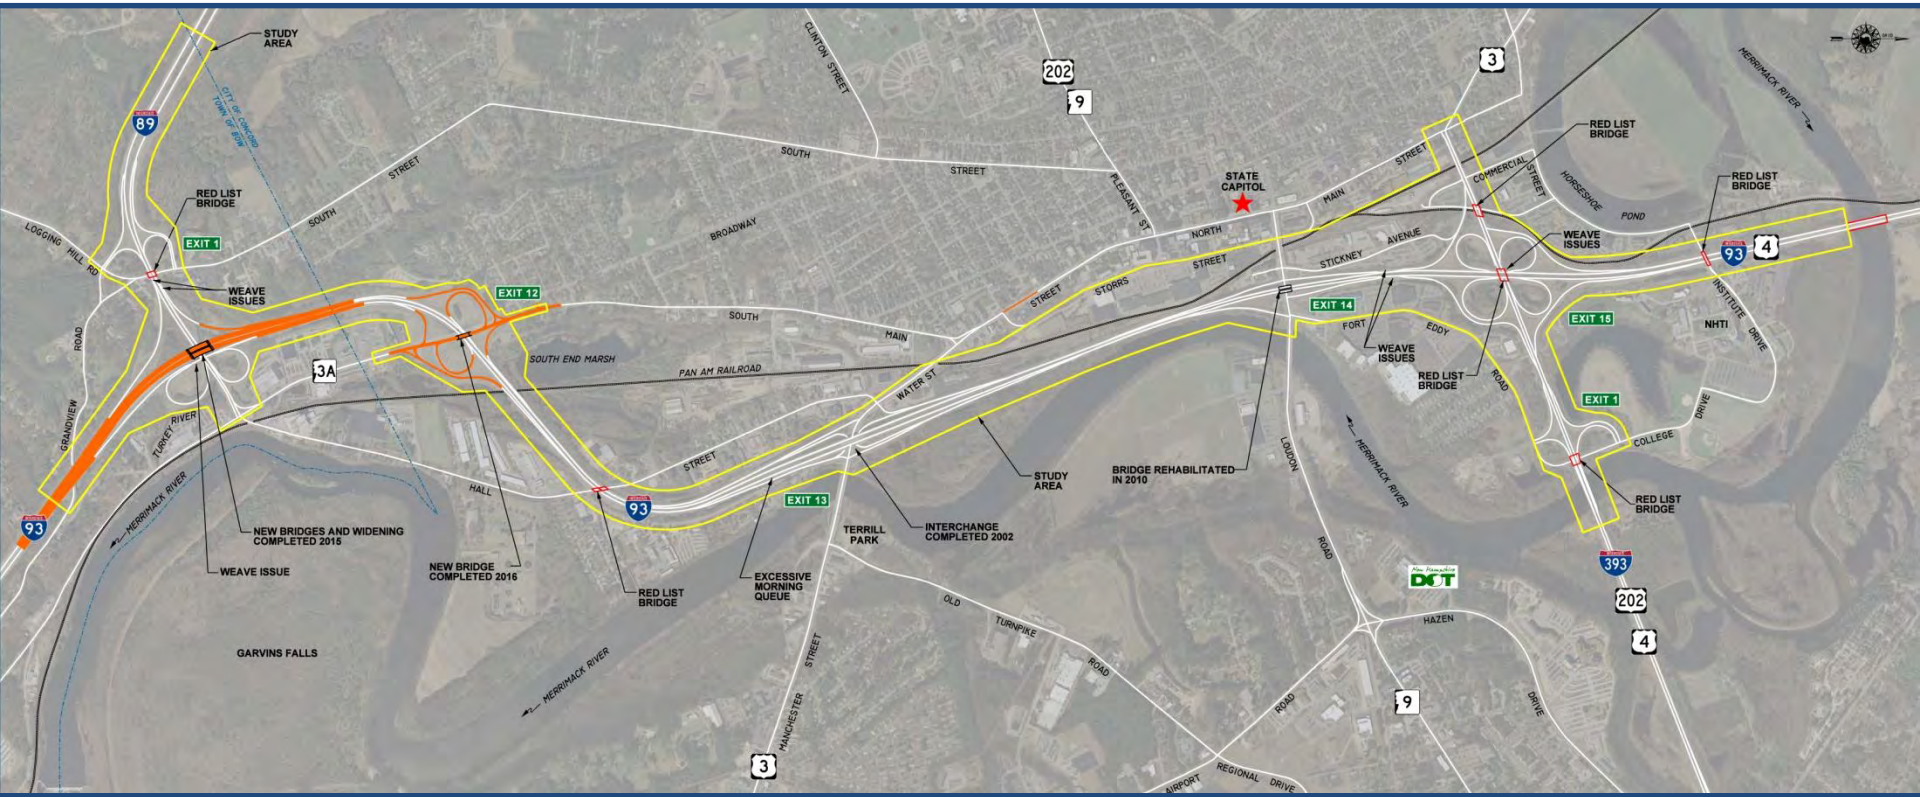 STUDY
AREA
CLINTON STREET
202
9
3
MERRIMACK RIVER
CITY OF CONCORD
TOWN OF BOW
89
RED LIST
BRIDGE
STREET
SOUTH
STREET
SOUTH
BROADWAY
PLEASANT ST
STATE
CAPITOL
MAIN
STREET
COMMERCIAL
STREET
RED LIST
BRIDGE
HORSESHOE
POND
RED LIST
BRIDGE
LOGGING HILL RD
EXIT 1
WEAVE
ISSUES
NORTH
STREET
STICKNEY
AVENUE
WEAVE
ISSUES
93
4
EXIT 12
STREET
STORRS
EXIT 14
FORT
EDDY
ROAD
EXIT 15
INSTITUTE DRIVE
NHTI
ROAD
GRANDVIEW
3A
SOUTH
MAIN
SOUTH END MARSH
PAN AM RAILROAD
WATER ST
WEAVE
ISSUES
RED LIST
BRIDGE
EXIT 1
COLLEGE
DRIVE
TURKEY
RIVER
MERRIMACK RIVER
HALL
STREET
93
EXIT 13
STUDY
AREA
BRIDGE REHABILITATED
IN 2010
LOUDON
ROAD
MERRIMACK RIVER
RED LIST
BRIDGE
93
NEW BRIDGES AND WIDENING
COMPLETED 2015
WEAVE ISSUE
NEW BRIDGE
COMPLETED 2016
RED LIST
BRIDGE
EXCESSIVE
MORNING
QUEUE
TERRILL
PARK
INTERCHANGE
COMPLETED 2002
New Hampshire
DOT
393
202
4
GARVINS FALLS
MERRIMACK RIVER
MANCHESTER
STREET
3
OLD
TURNPIKE
ROAD
HAZEN
DRIVE
9
ROAD
AIRPORT
REGIONAL DRIVE